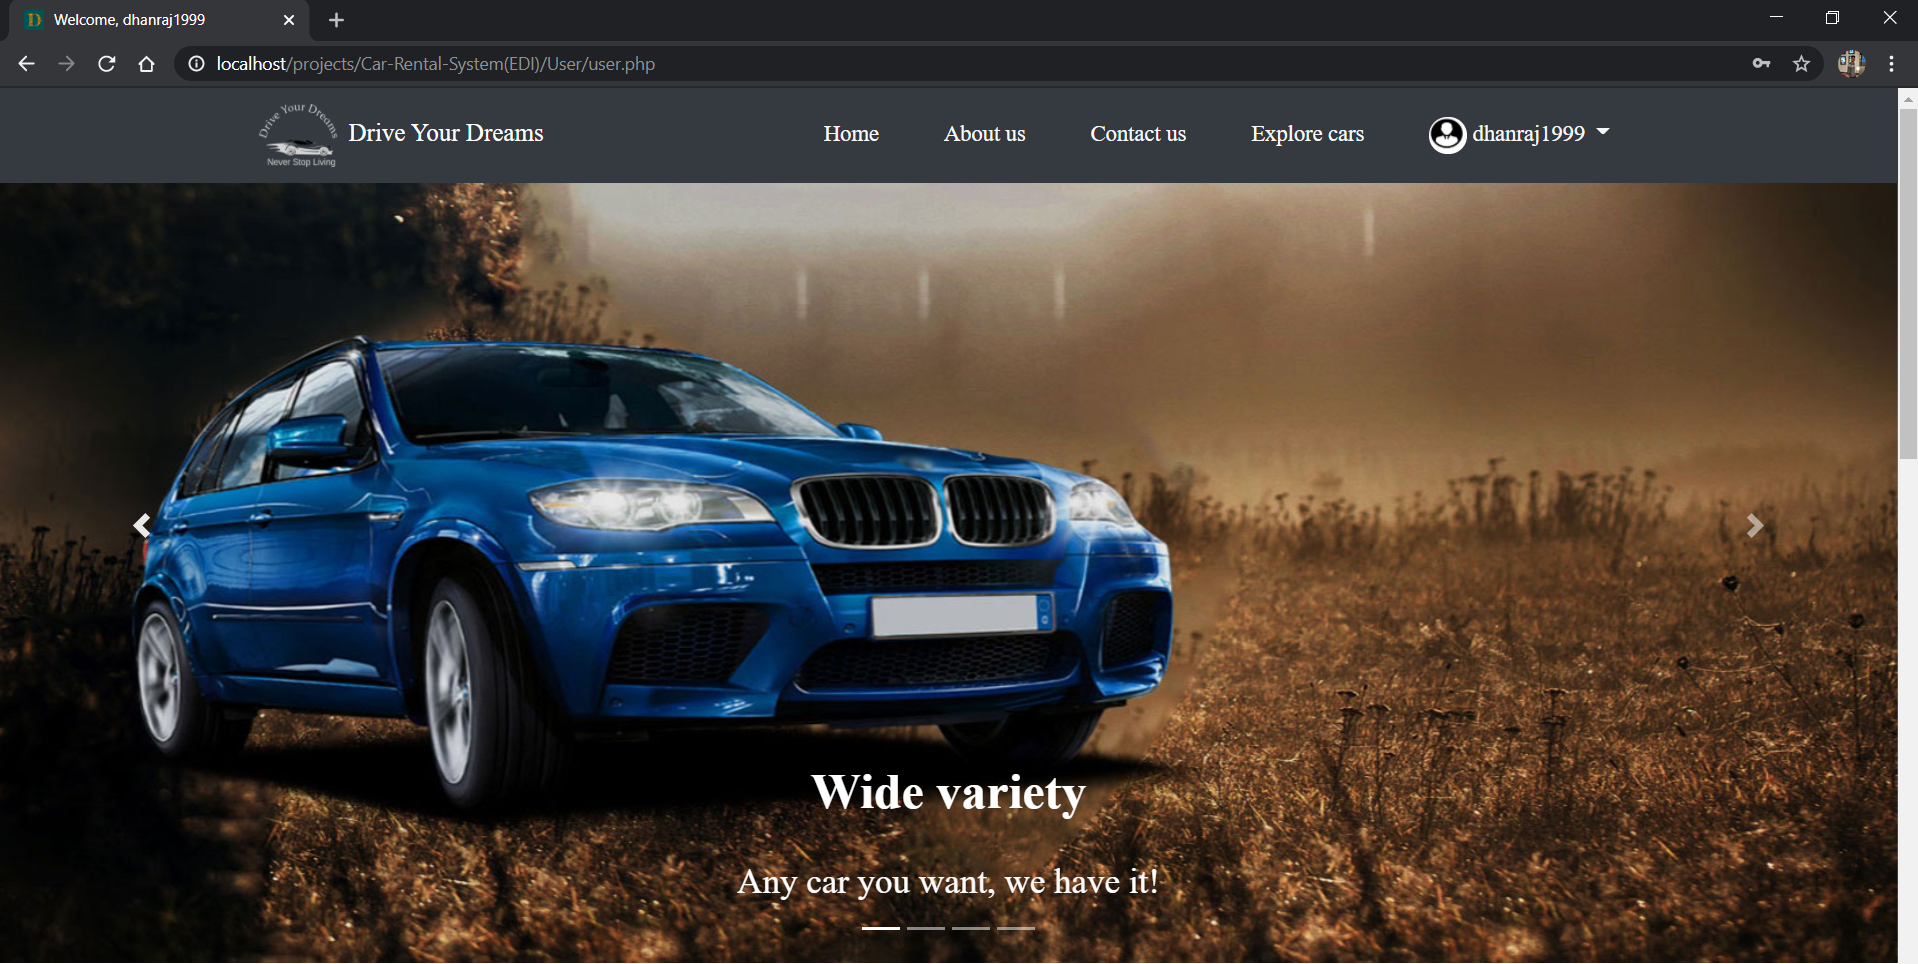 Welcome, dhanraj1999
localhost/projects/Car-Rental-System(EDI)/User/user.php
Drive Your Dreams
Never Stop Living
Drive Your Dreams
Home
About us
Contact us
Explore cars
dhanraj1999
Wide variety
Any car you want, we have it!